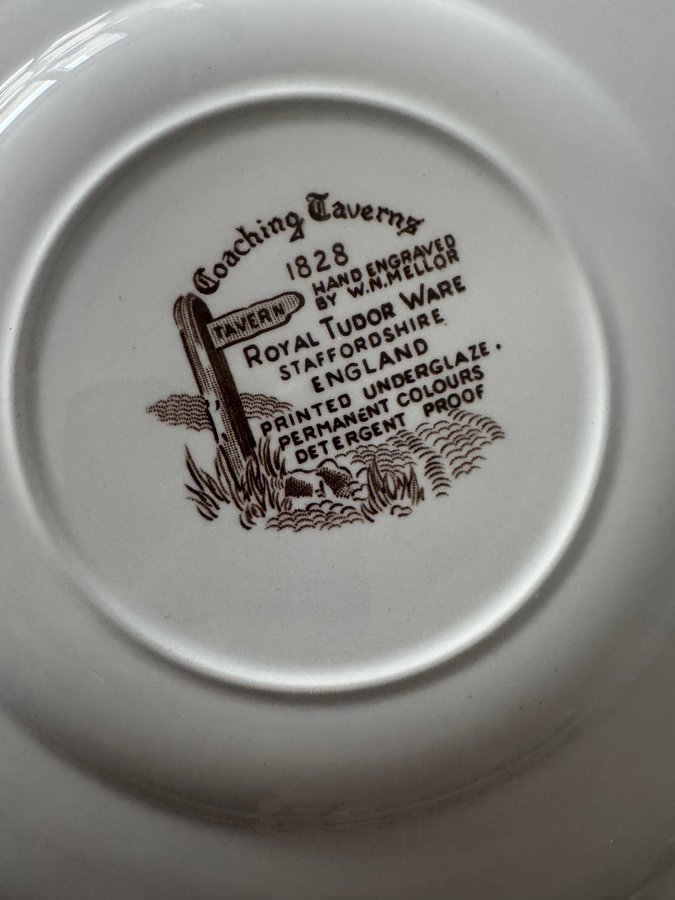 Coaching Taverns
1828
HAND ENGRAVED
BY W.N.MELLOR
TAVERN
ROYAL TUDOR WARE
STAFFORDSHIRE
ENGLAND
PRINTED UNDERGLAZE.
PERMANENT COLOURS
DETERGENT PROOF